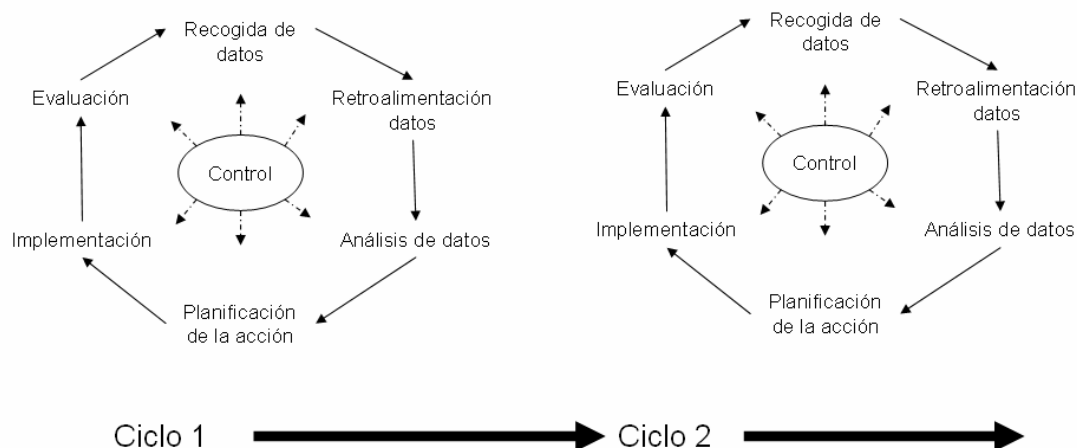 Recogida de
datos
Evaluación
Retroalimentación
datos
Control
Implementación
Análisis de datos
Planificación
de la acción
Recogida de
datos
Evaluación
Retroalimentación
datos
Control
Implementación
Análisis de datos
Planificación
de la acción
Ciclo 1
Ciclo 2